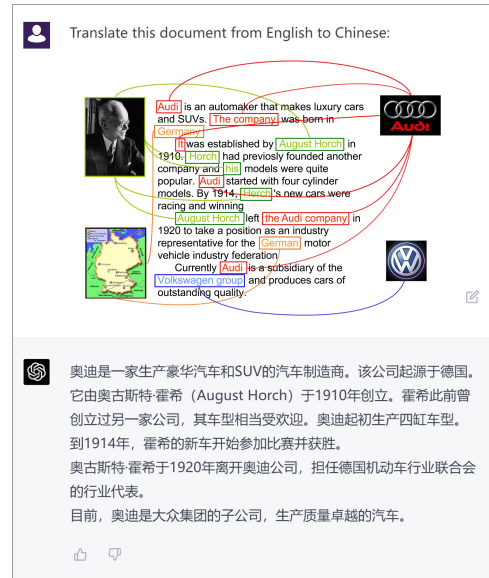 Translate this document from English to Chinese:
Audi is an automaker that makes luxury cars
and SUVs. The company was born in
Germany
It was established by August Horch in
1910. Horch had previosly founded another
company and his models were quite
popular. Audi started with four cylinder
models. By 1914, Herch's new cars were
racing and winning
August Horch left the Audi company in
1920 to take a position as an industry
representative for the German motor
vehicle industry federation
Currently Audi is a subsidiary of the
Volkswagen group and produces cars of
outstanding quality.
Audi
奥迪是一家生产豪华汽车和SUV的汽车制造商。该公司起源于德国。
它由奥古斯特·霍希（August Horch）于1910年创立。霍希此前曾
创立过另一家公司，其车型相当受欢迎。奥迪起初生产四缸车型。
到1914年，霍希的新车开始参加比赛并获胜。
奥古斯特·霍希于1920年离开奥迪公司，担任德国机动车行业联合会
的行业代表。
目前，奥迪是大众集团的子公司，生产质量卓越的汽车。